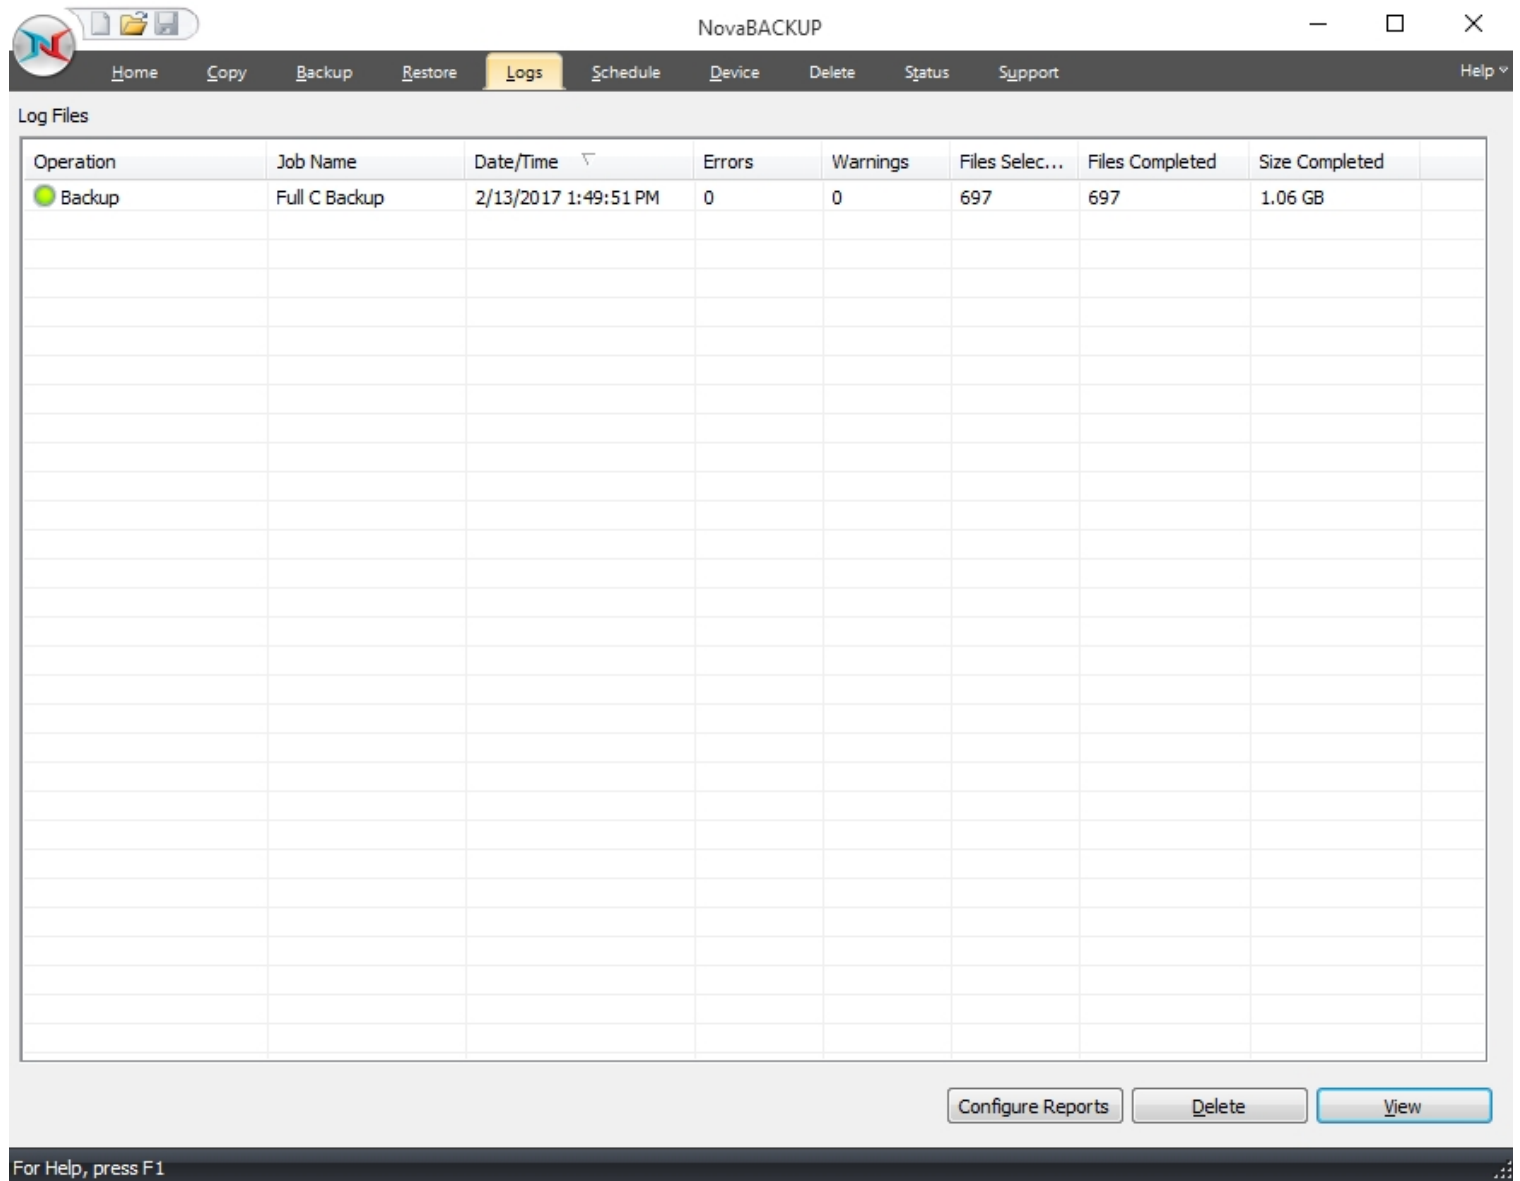 NovaBACKUP
Home Copy Backup Restore Logs Schedule Device Delete Status Support Help
Log Files
Operation Job Name Date/Time Errors Warnings Files Selec... Files Completed Size Completed
Backup Full C Backup 2/13/2017 1:49:51 PM 0 0 697 697 1.06 GB
Configure Reports Delete View
For Help, press F1